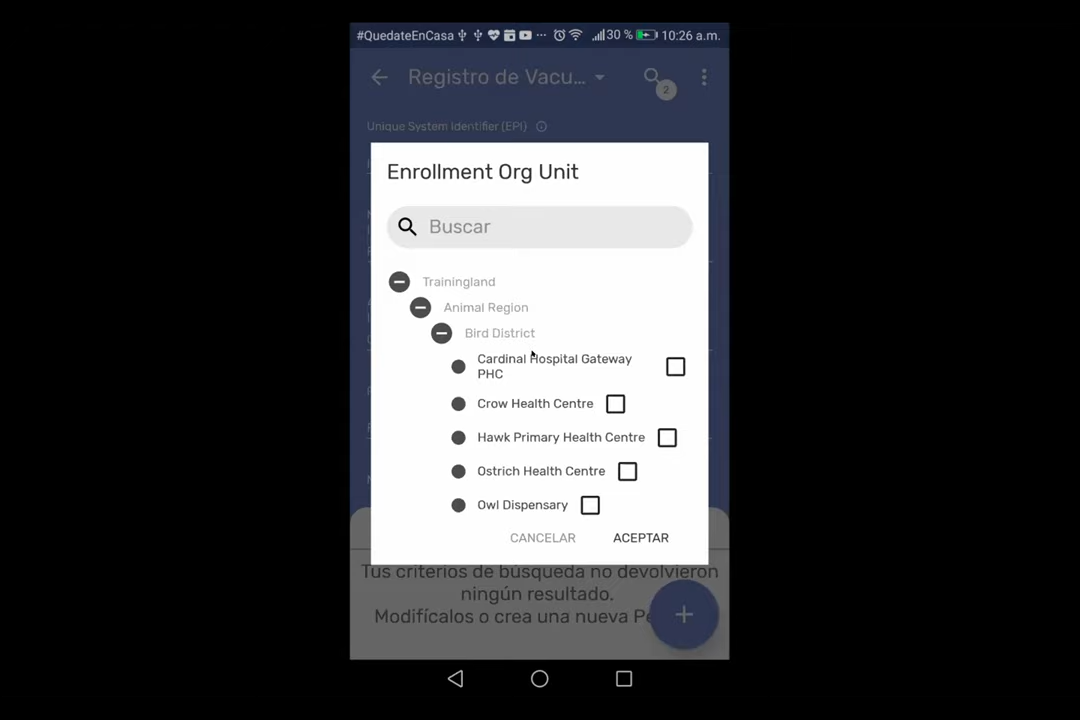 #QuedateEnCasa ... 30 % 10:26 a.m.
Registro de Vacu...
2
Unique System Identifier (EPI)
Enrollment Org Unit
Buscar
Trainingland
Animal Region
Bird District
Cardinal Hospital Gateway
PHC
Crow Health Centre
Hawk Primary Health Centre
Ostrich Health Centre
Owl Dispensary
CANCELAR ACEPTAR
Tus criterios de búsqueda no devolvieron
ningún resultado.
Modifícalos o crea una nueva Pe